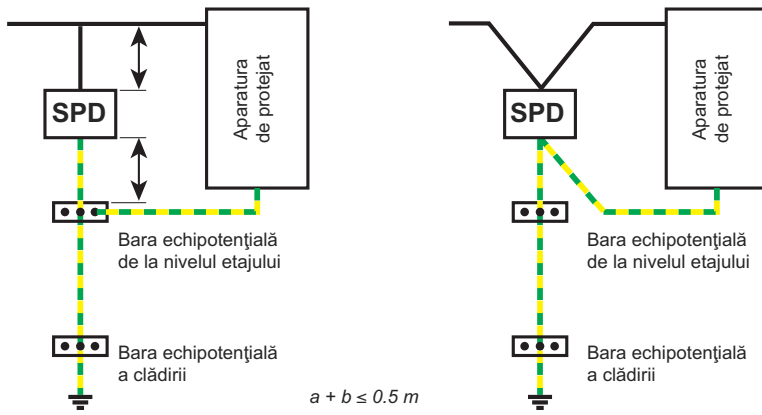 SPD
Aparatura
de protejat
Bara echipotenţială
de la nivelul etajului
Bara echipotenţială
a clădirii
a + b ≤ 0.5 m
SPD
Aparatura
de protejat
Bara echipotenţială
de la nivelul etajului
Bara echipotenţială
a clădirii